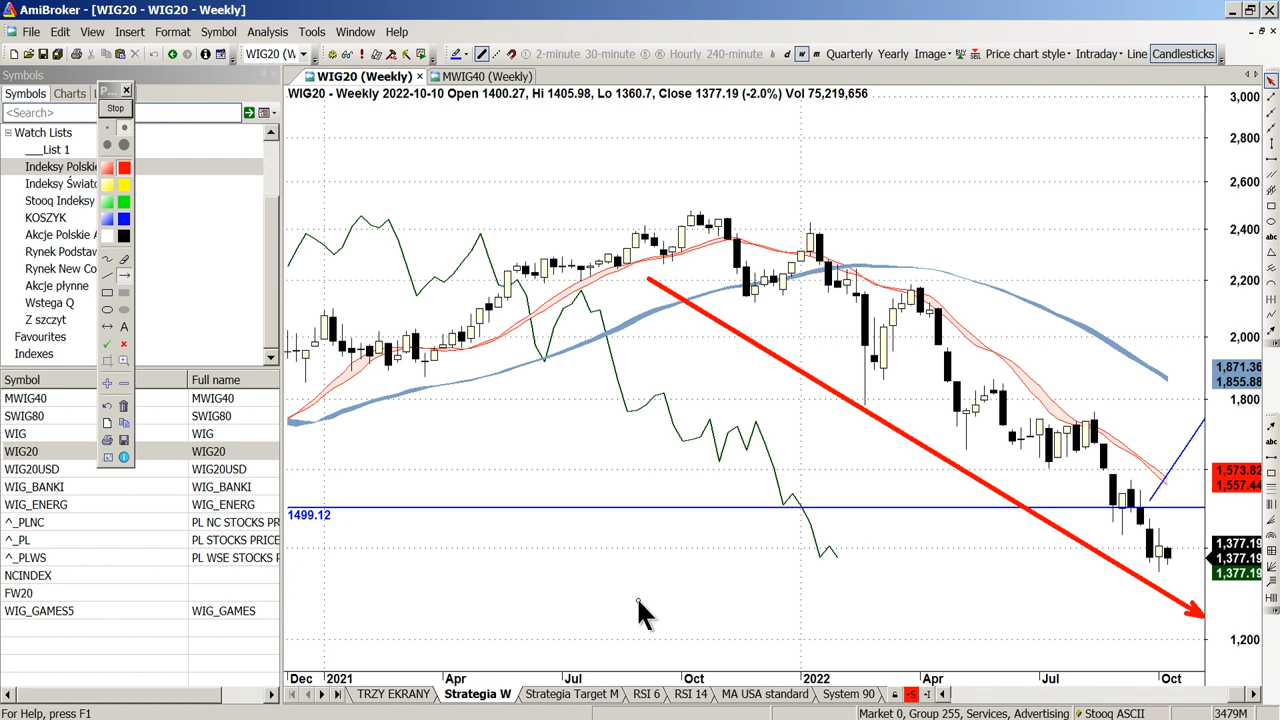 AmiBroker - [WIG20 - WIG20 - Weekly]
File Edit View Insert Format Symbol Analysis Tools Window Help
WIG20 (W 2-minute 30-minute Hourly 240-minute h d w m Quarterly Yearly Image Price chart style Intraday Line Candlesticks
Symbols
P...
WIG20 (Weekly) × MWIG40 (Weekly)
Symbols Charts
Stop
WIG20 - Weekly 2022-10-10 Open 1400.27, Hi 1405.98, Lo 1360.7, Close 1377.19 (-2.0%) Vol 75,219,656
<Search>
Watch Lists
___List 1
Indeksy Polskie
Indeksy Świato
Stooq Indeksy
KOSZYK
Akcje Polskie A
Rynek Podstaw
Rynek New Co
Akcje płynne
Wstega Q
Z szczyt
Favourites
Indexes
Symbol Full name
MWIG40 MWIG40
SWIG80 SWIG80
WIG WIG
WIG20 WIG20
WIG20USD WIG20USD
WIG_BANKI WIG_BANKI
WIG_ENERG WIG_ENERG
^_PLNC PL NC STOCKS PR
^_PL PL STOCKS PRICE
^_PLWS PL WSE STOCKS P
NCINDEX NCINDEX
FW20 FW20
WIG_GAMES5 WIG_GAMES
3,000
2,800
2,600
2,400
2,200
2,000
1,871.36
1,855.88
1,800
1,573.82
1,557.44
1499.12
1,377.19
1,377.19
1,377.19
1,200
Dec 2021 Apr Jul Oct 2022 Apr Jul Oct
TRZY EKRANY Strategia W Strategia Target M RSI 6 RSI 14 MA USA standard System 90
For Help, press F1
Market 0, Group 255, Services, Advertising Stooq ASCII 3479M